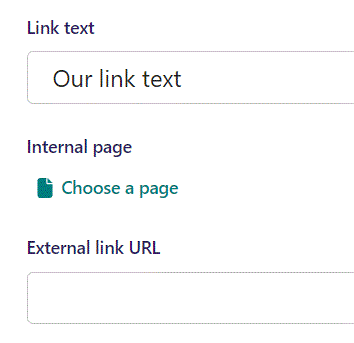 Link text
Our link text
Internal page
Choose a page
External link URL